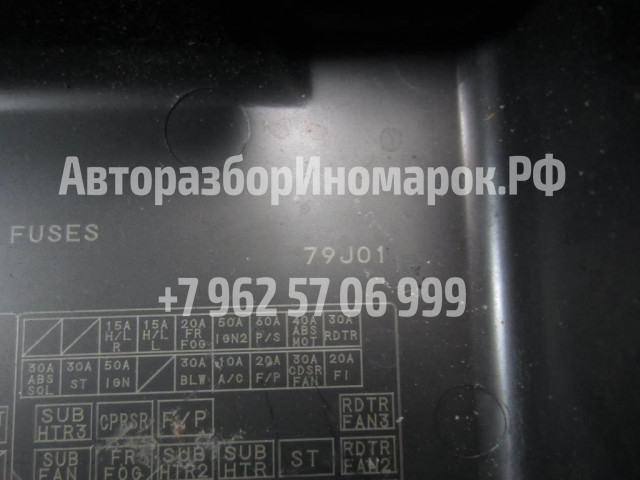 АвторазборИномарок.РФ
FUSES
79J01
+7 962 57 06 999
15A H/L R
15A H/L L
20A FR FOG
50A IGN2
60A P/S
40A ABS MOT
30A RDTR
30A ABS SOL
30A ST
50A IGN
30A BLW
10A A/C
20A F/P
30A CDSR FAN
20A FI
SUB HTR3
CPRSR
F/P
RDTR FAN3
SUB FAN
FR FOG
SUB HTR2
SUB HTR
ST
RDTR FAN2